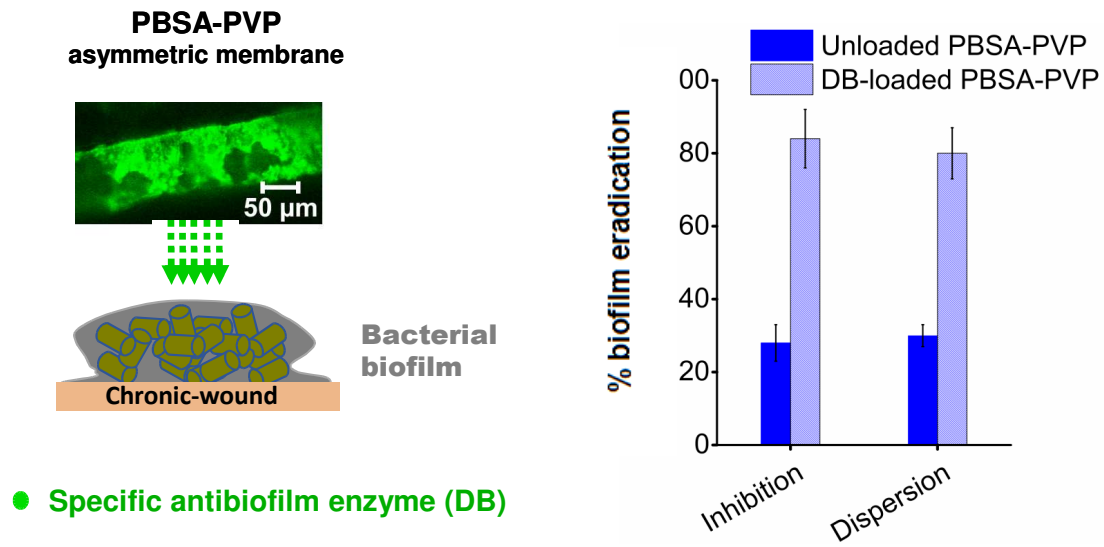 PBSA-PVP
asymmetric membrane
50 µm
Bacterial
biofilm
Chronic-wound
Specific antibiofilm enzyme (DB)
Unloaded PBSA-PVP
DB-loaded PBSA-PVP
% biofilm eradication
00
80
60
40
20
0
Inhibition
Dispersion